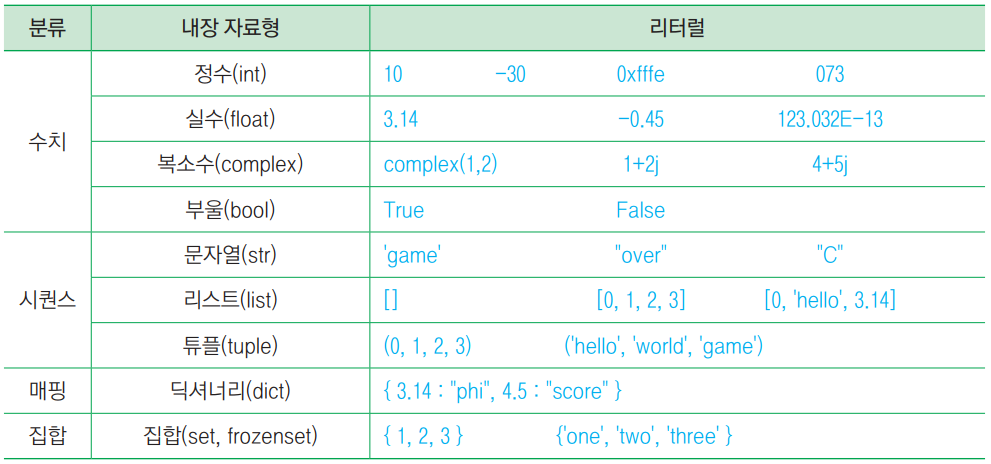 분류 내장 자료형 리터럴
수치
정수(int) 10 -30 0xfffe 073
실수(float) 3.14 -0.45 123.032E-13
복소수(complex) complex(1,2) 1+2j 4+5j
부울(bool) True False
시퀀스
문자열(str) 'game' "over" "C"
리스트(list) [] [0, 1, 2, 3] [0, 'hello', 3.14]
튜플(tuple) (0, 1, 2, 3) ('hello', 'world', 'game')
매핑 딕셔너리(dict) { 3.14 : "phi", 4.5 : "score" }
집합 집합(set, frozenset) { 1, 2, 3 } {'one', 'two', 'three' }